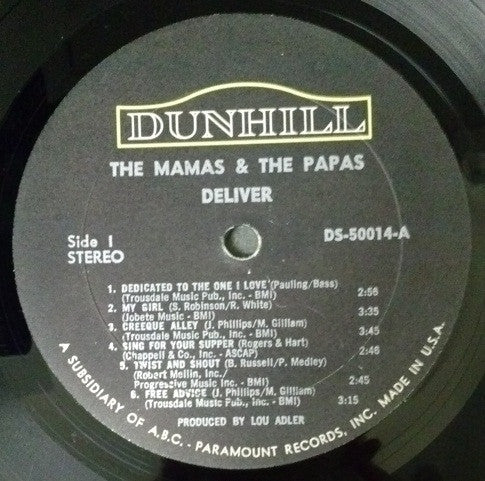 DUNHILL
THE MAMAS & THE PAPAS
DELIVER
Side 1
STEREO
DS-50014-A
1. DEDICATED TO THE ONE I LOVE (Pauling/Bass)
(Trousdale Music Pub., Inc. - BMI) 2:56
2. MY GIRL (S. Robinson/R. White)
(Jobete Music - BMI) 3:35
3. CREEQUE ALLEY (J. Phillips/M. Gilliam)
(Trousdale Music Pub., Inc. - BMI) 3:45
4. SING FOR YOUR SUPPER (Rogers & Hart)
(Chappell & Co., Inc. - ASCAP) 2:46
5. TWIST AND SHOUT (B. Russell/P. Medley)
(Robert Mellin, Inc./
Progressive Music Inc. - BMI) 2:45
6. FREE ADVICE (J. Phillips/M. Gilliam)
(Trousdale Music Pub., Inc. - BMI) 3:15
PRODUCED BY LOU ADLER
A SUBSIDIARY OF A.B.C. - PARAMOUNT RECORDS, INC. MADE IN U.S.A.